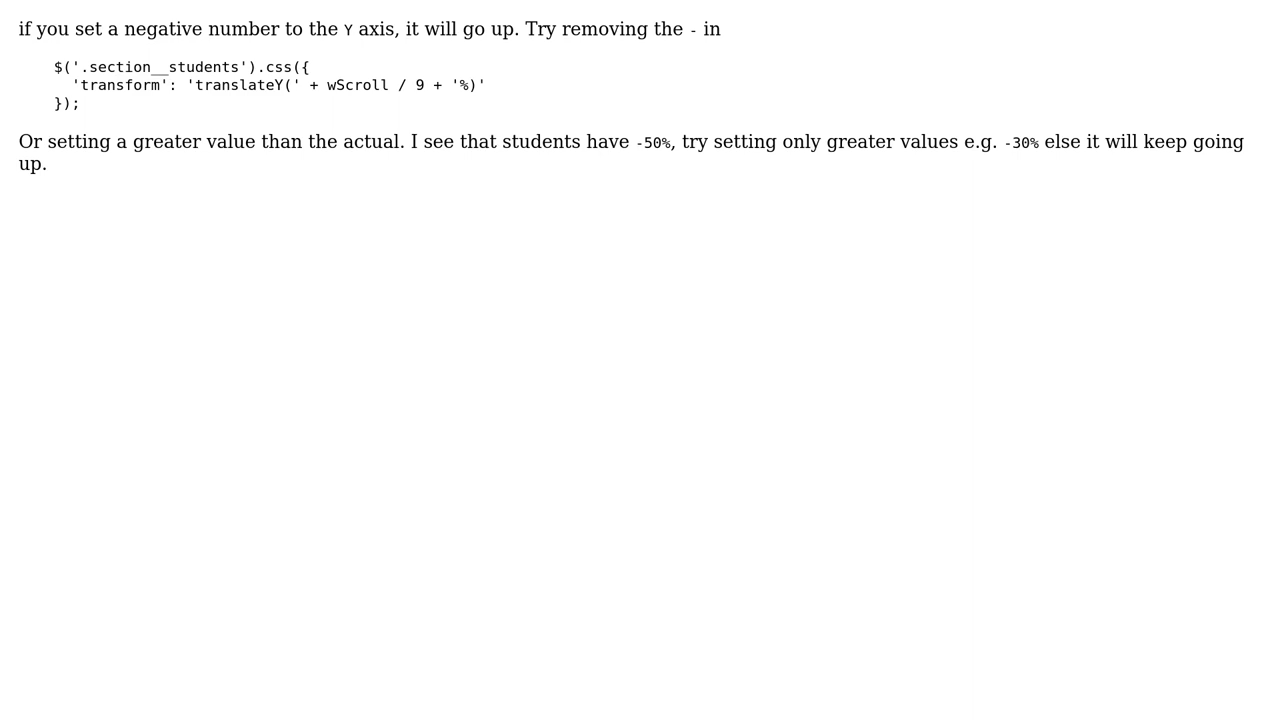 if you set a negative number to the Y axis, it will go up. Try removing the - in
$('.section__students').css({
  'transform': 'translateY(' + wScroll / 9 + '%)'
});
Or setting a greater value than the actual. I see that students have -50%, try setting only greater values e.g. -30% else it will keep going
up.